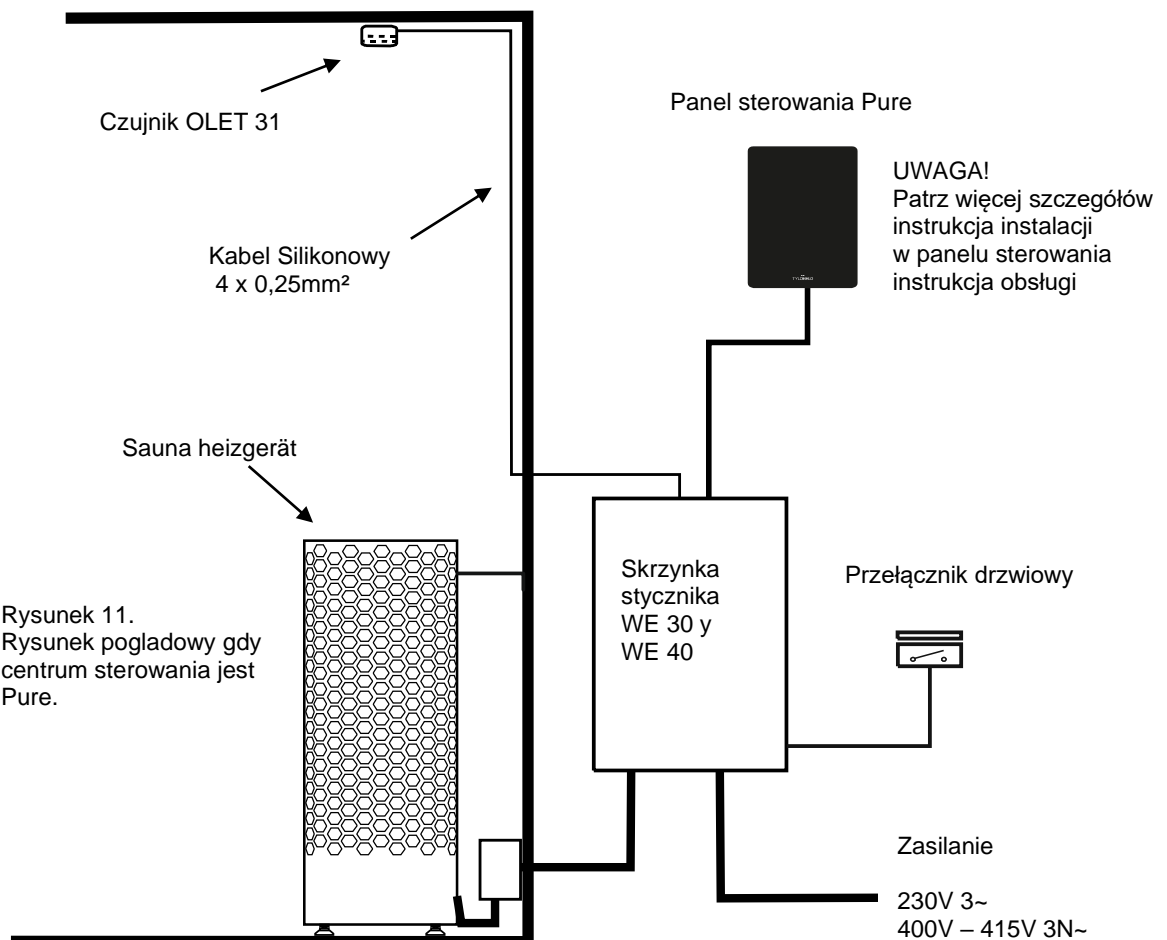 Czujnik OLET 31
Panel sterowania Pure
UWAGA!
Patrz więcej szczegółów
instrukcja instalacji
w panelu sterowania
instrukcja obsługi
Kabel Silikonowy
4 x 0,25mm²
Sauna heizgerät
Skrzynka
stycznika
WE 30 y
WE 40
Przełącznik drzwiowy
Rysunek 11.
Rysunek pogladowy gdy
centrum sterowania jest
Pure.
Zasilanie
230V 3~
400V – 415V 3N~